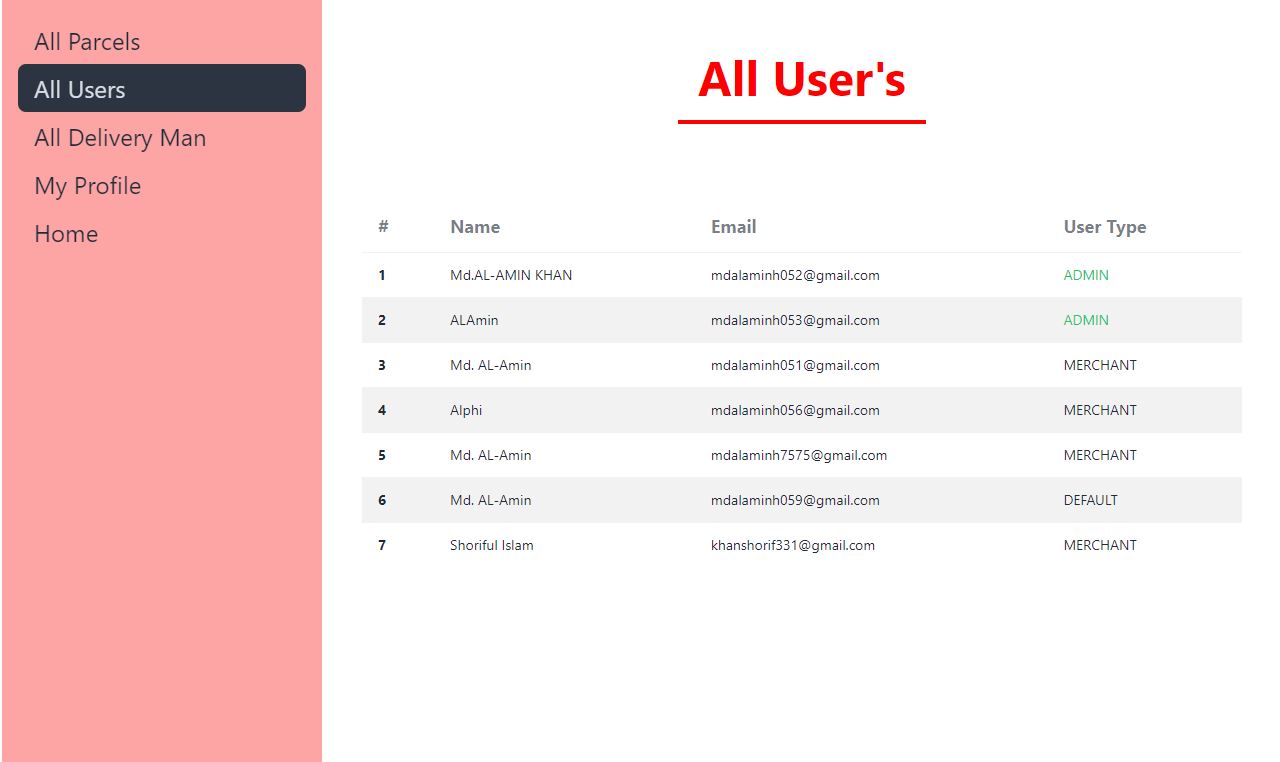 All Parcels
All Users
All Delivery Man
My Profile
Home
All User's
# Name Email User Type
1 Md.AL-AMIN KHAN mdalaminh052@gmail.com ADMIN
2 ALAmin mdalaminh053@gmail.com ADMIN
3 Md. AL-Amin mdalaminh051@gmail.com MERCHANT
4 Alphi mdalaminh056@gmail.com MERCHANT
5 Md. AL-Amin mdalaminh7575@gmail.com MERCHANT
6 Md. AL-Amin mdalaminh059@gmail.com DEFAULT
7 Shoriful Islam khanshorif331@gmail.com MERCHANT